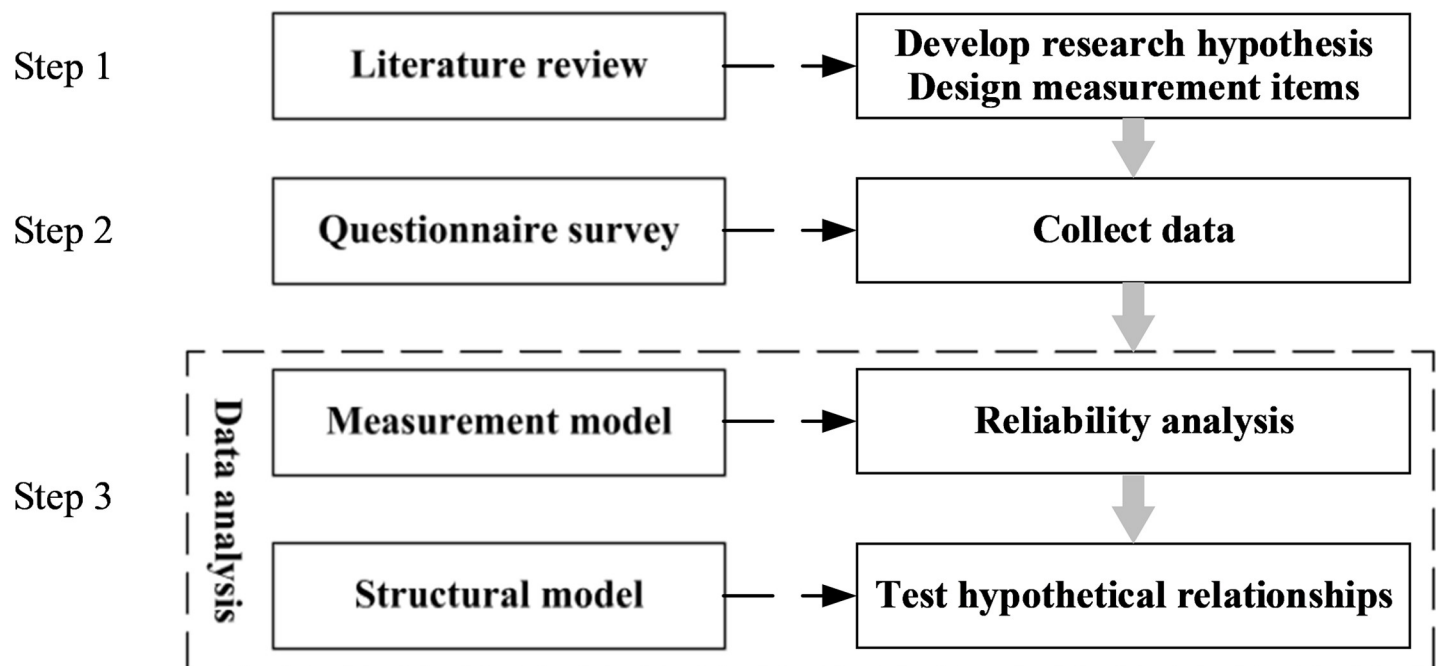 Step 1
Literature review
Develop research hypothesis
Design measurement items
Step 2
Questionnaire survey
Collect data
Step 3
Data analysis
Measurement model
Reliability analysis
Structural model
Test hypothetical relationships